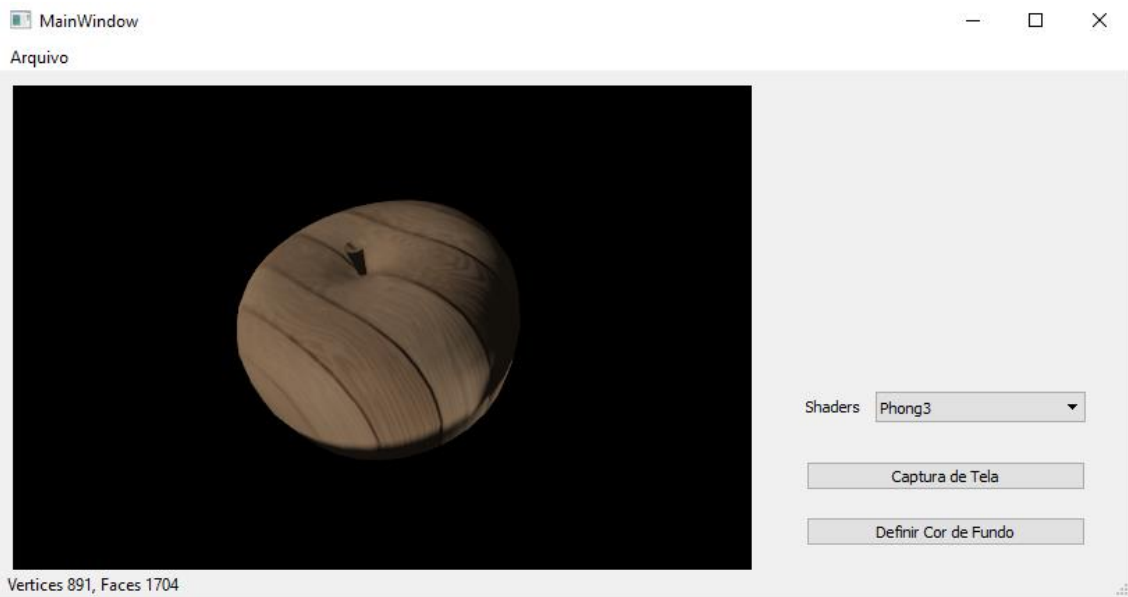 MainWindow
Arquivo
Shaders
Phong3
Captura de Tela
Definir Cor de Fundo
Vertices 891, Faces 1704